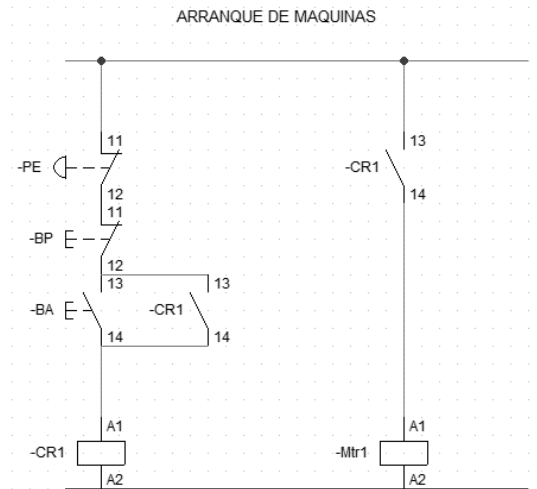 ARRANQUE DE MAQUINAS
11
13
-PE
-CR1
12
14
11
-BP
12
13
13
-BA
-CR1
14
14
A1
A1
-CR1
-Mtr1
A2
A2